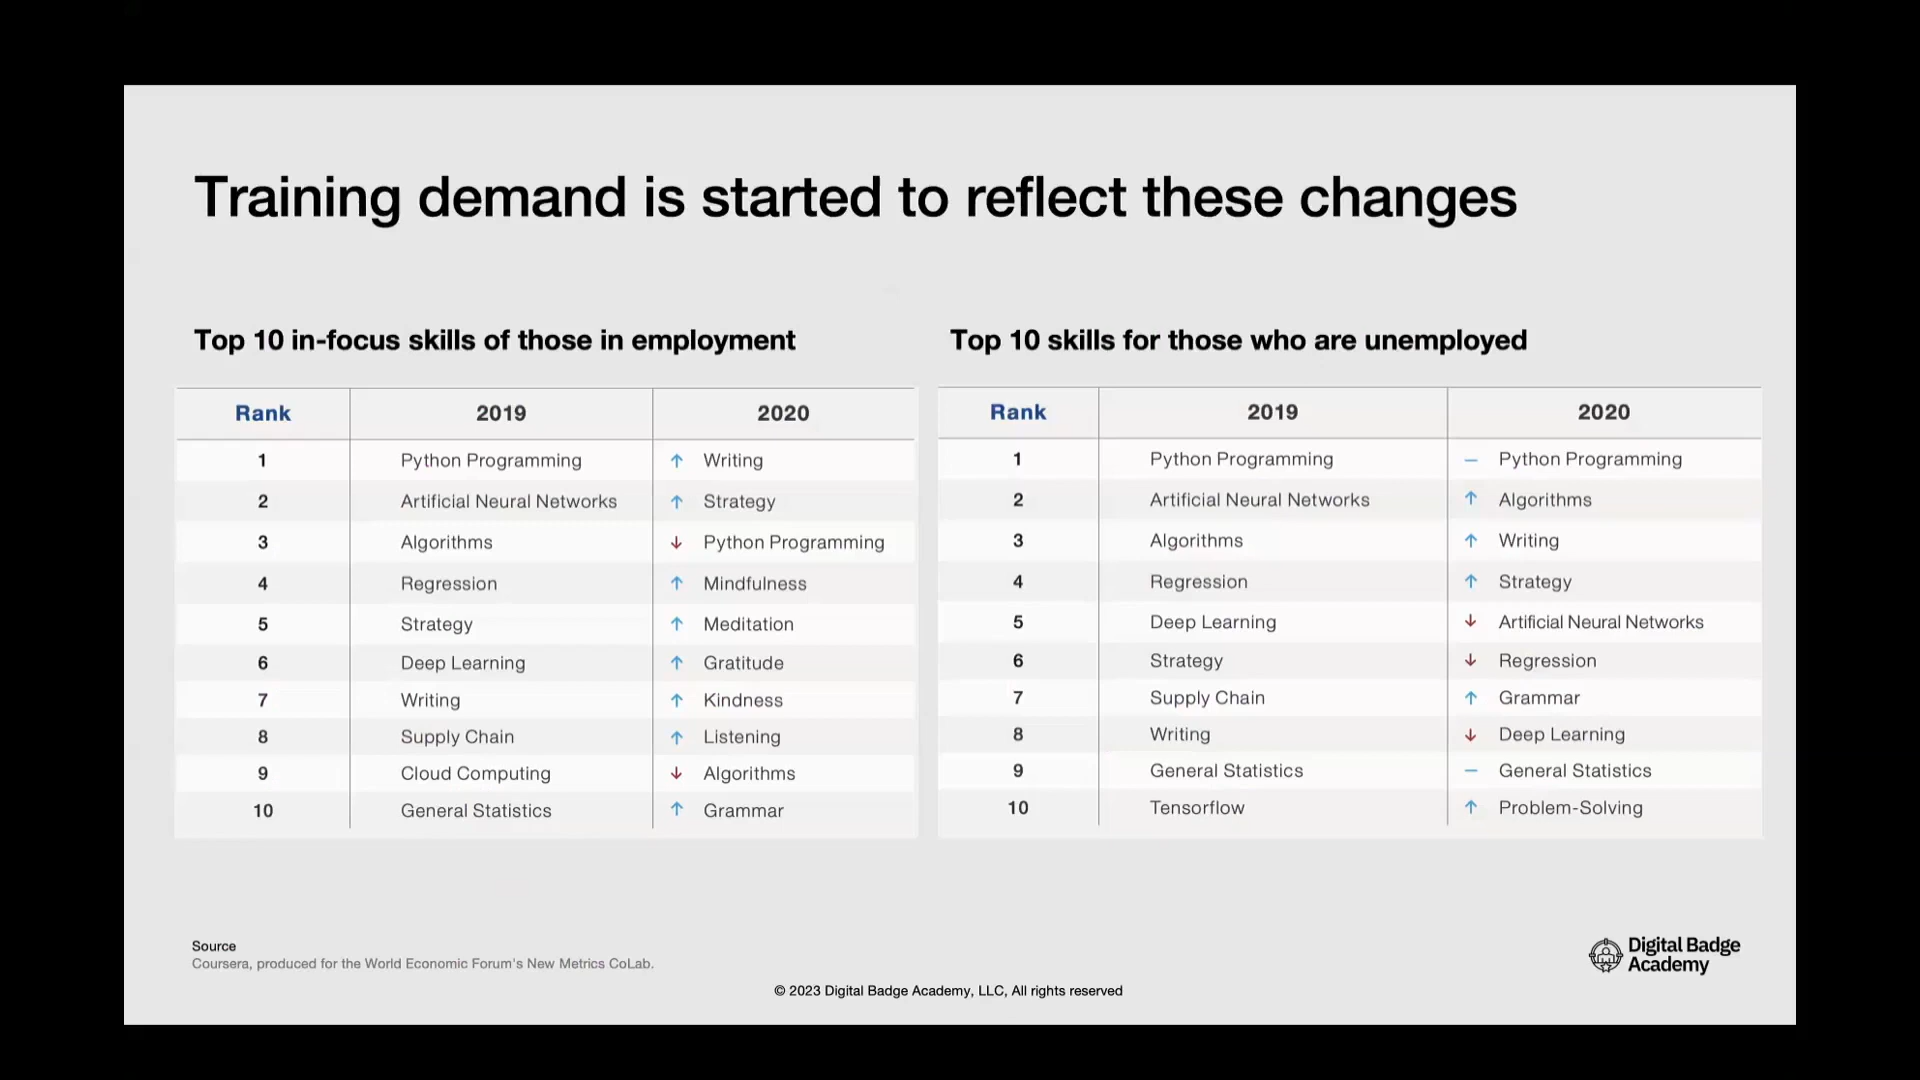 Training demand is started to reflect these changes
Top 10 in-focus skills of those in employment
Rank 2019 2020
1 Python Programming ↑ Writing
2 Artificial Neural Networks ↑ Strategy
3 Algorithms ↓ Python Programming
4 Regression ↑ Mindfulness
5 Strategy ↑ Meditation
6 Deep Learning ↑ Gratitude
7 Writing ↑ Kindness
8 Supply Chain ↑ Listening
9 Cloud Computing ↓ Algorithms
10 General Statistics ↑ Grammar
Top 10 skills for those who are unemployed
Rank 2019 2020
1 Python Programming – Python Programming
2 Artificial Neural Networks ↑ Algorithms
3 Algorithms ↑ Writing
4 Regression ↑ Strategy
5 Deep Learning ↓ Artificial Neural Networks
6 Strategy ↓ Regression
7 Supply Chain ↑ Grammar
8 Writing ↓ Deep Learning
9 General Statistics – General Statistics
10 Tensorflow ↑ Problem-Solving
Source
Coursera, produced for the World Economic Forum's New Metrics CoLab.
Digital Badge
Academy
© 2023 Digital Badge Academy, LLC, All rights reserved